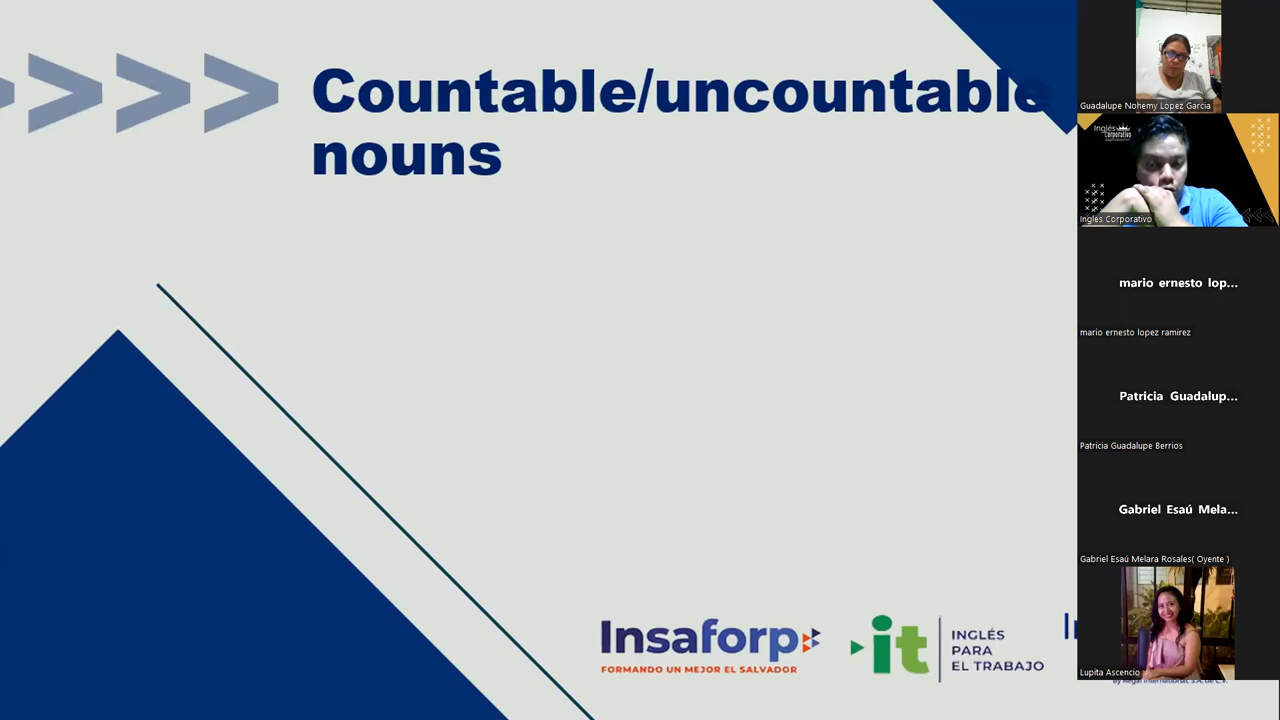 Countable/uncountable
nouns
Insaforp
FORMANDO UN MEJOR EL SALVADOR
it
INGLÉS
PARA
EL TRABAJO
Guadalupe Nohemy Lopez Garcia
Inglés
Corporativo
Ingles Corporativo
mario ernesto lop...
mario ernesto lopez ramirez
Patricia Guadalup...
Patricia Guadalupe Berrios
Gabriel Esaú Mela...
Gabriel Esaú Melara Rosales( Oyente )
Lupita Ascencio